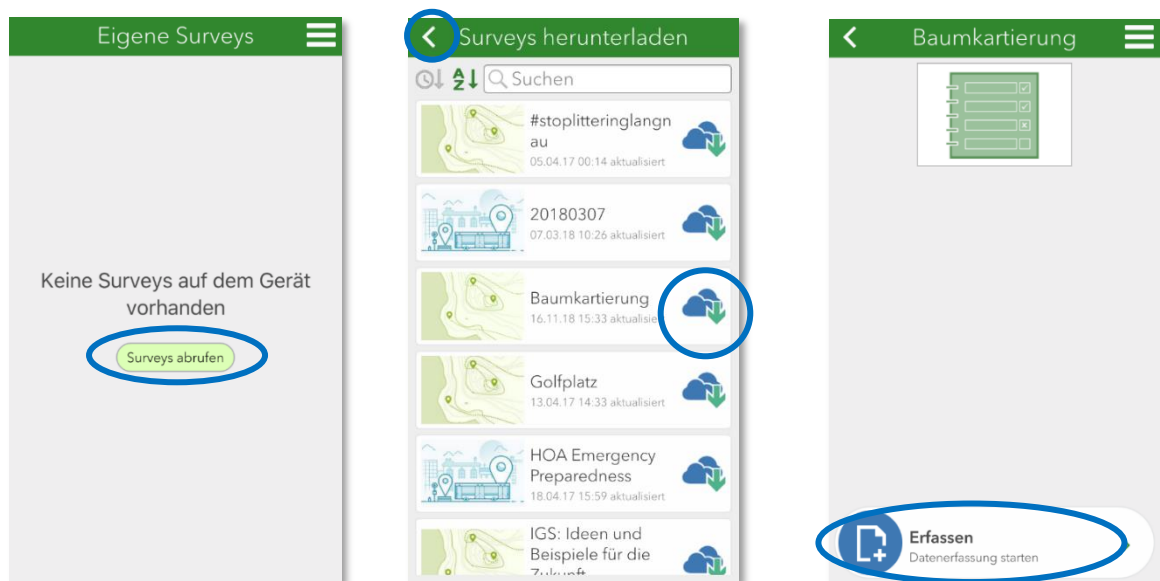 Eigene Surveys
Keine Surveys auf dem Gerät
vorhanden
Surveys abrufen
Surveys herunterladen
A
Z
Suchen
#stoplitteringlangn
au
05.04.17 00:14 aktualisiert
20180307
07.03.18 10:26 aktualisiert
Baumkartierung
16.11.18 15:33 aktualisie
Golfplatz
13.04.17 14:33 aktualisiert
HOA Emergency
Preparedness
18.04.17 15:59 aktualisiert
IGS: Ideen und
Beispiele für die
Zukunft
Baumkartierung
Erfassen
Datenerfassung starten